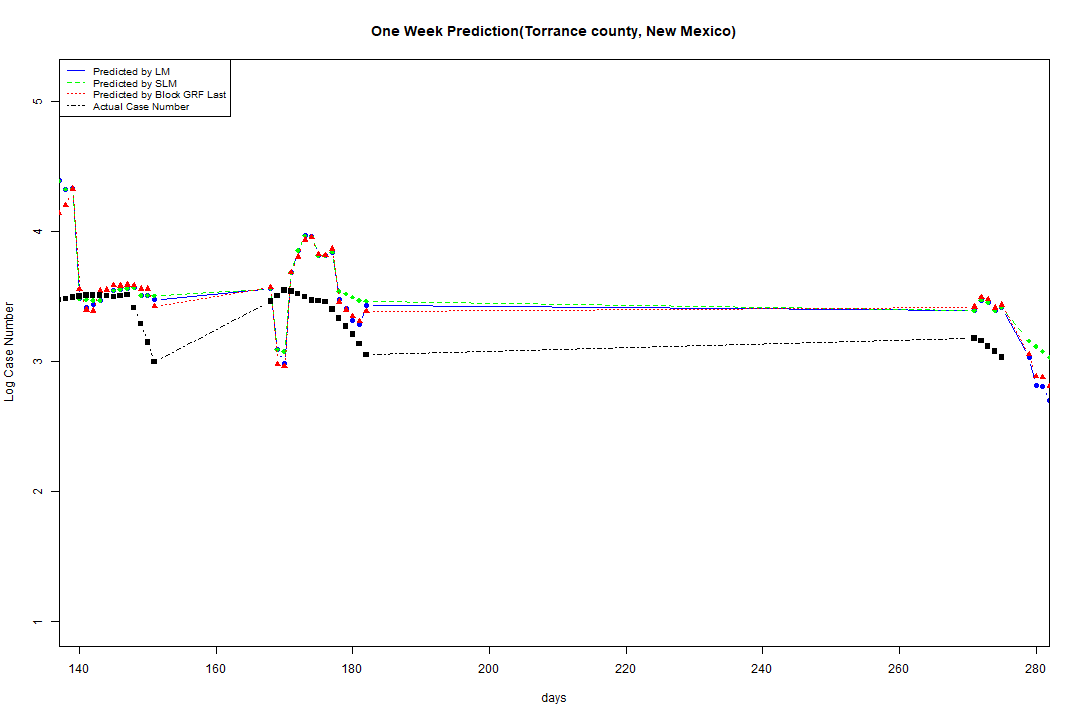 One Week Prediction(Torrance county, New Mexico)
Predicted by LM
Predicted by SLM
Predicted by Block GRF Last
Actual Case Number
5
4
3
2
1
Log Case Number
140 160 180 200 220 240 260 280
days